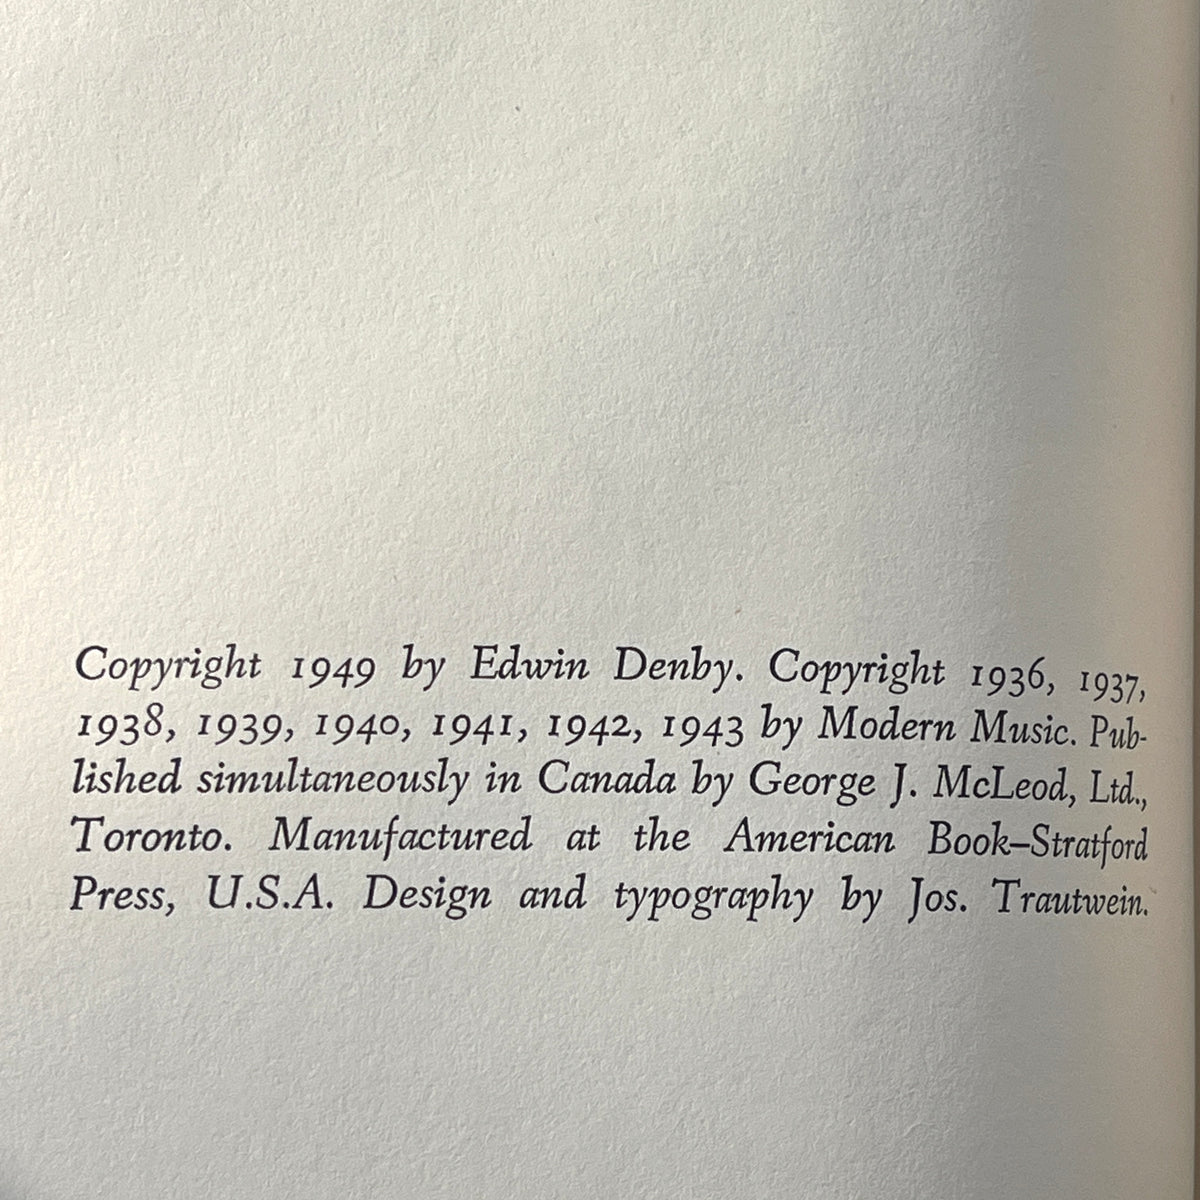 Copyright 1949 by Edwin Denby. Copyright 1936, 1937,
1938, 1939, 1940, 1941, 1942, 1943 by Modern Music. Pub-
lished simultaneously in Canada by George J. McLeod, Ltd.,
Toronto. Manufactured at the American Book–Stratford
Press, U.S.A. Design and typography by Jos. Trautwein.